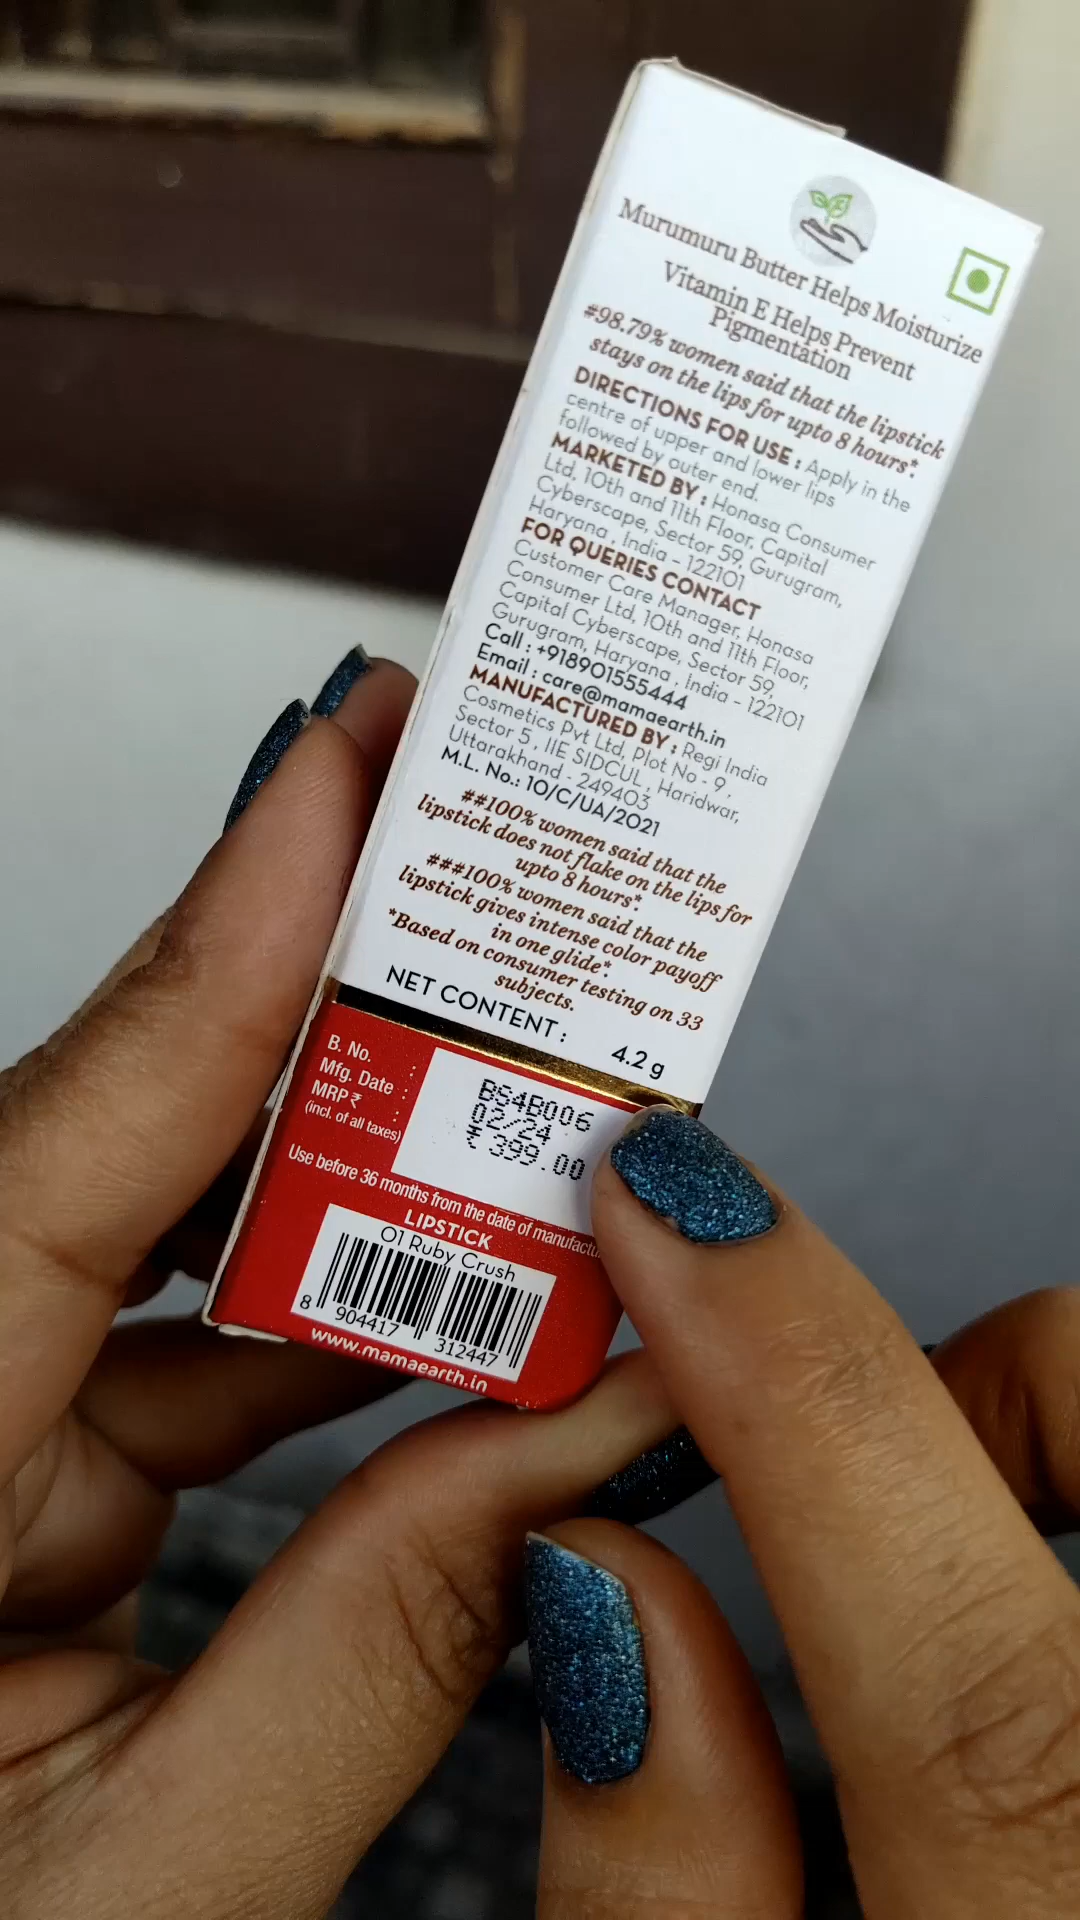 Murumuru Butter Helps Moisturize
Vitamin E Helps Prevent
Pigmentation
#98.79% women said that the lipstick
stays on the lips for upto 8 hours*.
DIRECTIONS FOR USE : Apply in the
centre of upper and lower lips
followed by outer end.
MARKETED BY : Honasa Consumer
Ltd, 10th and 11th Floor, Capital
Cyberscape, Sector 59, Gurugram,
Haryana , India - 122101
FOR QUERIES CONTACT
Customer Care Manager, Honasa
Consumer Ltd, 10th and 11th Floor,
Capital Cyberscape, Sector 59,
Gurugram, Haryana , India - 122101
Call : +918901555444
Email : care@mamaearth.in
MANUFACTURED BY : Regi India
Cosmetics Pvt Ltd, Plot No - 9 ,
Sector 5 , IIE SIDCUL , Haridwar,
Uttarakhand - 249403
M.L. No.: 10/C/UA/2021
##100% women said that the
lipstick does not flake on the lips for
upto 8 hours*.
###100% women said that the
lipstick gives intense color payoff
in one glide*.
*Based on consumer testing on 33
subjects.
NET CONTENT : 4.2 g
B. No. : BS4B006
Mfg. Date : 02/24
MRP ₹ : ₹ 399.00
(incl. of all taxes)
Use before 36 months from the date of manufactu
LIPSTICK
01 Ruby Crush
8 904417 312447
www.mamaearth.in